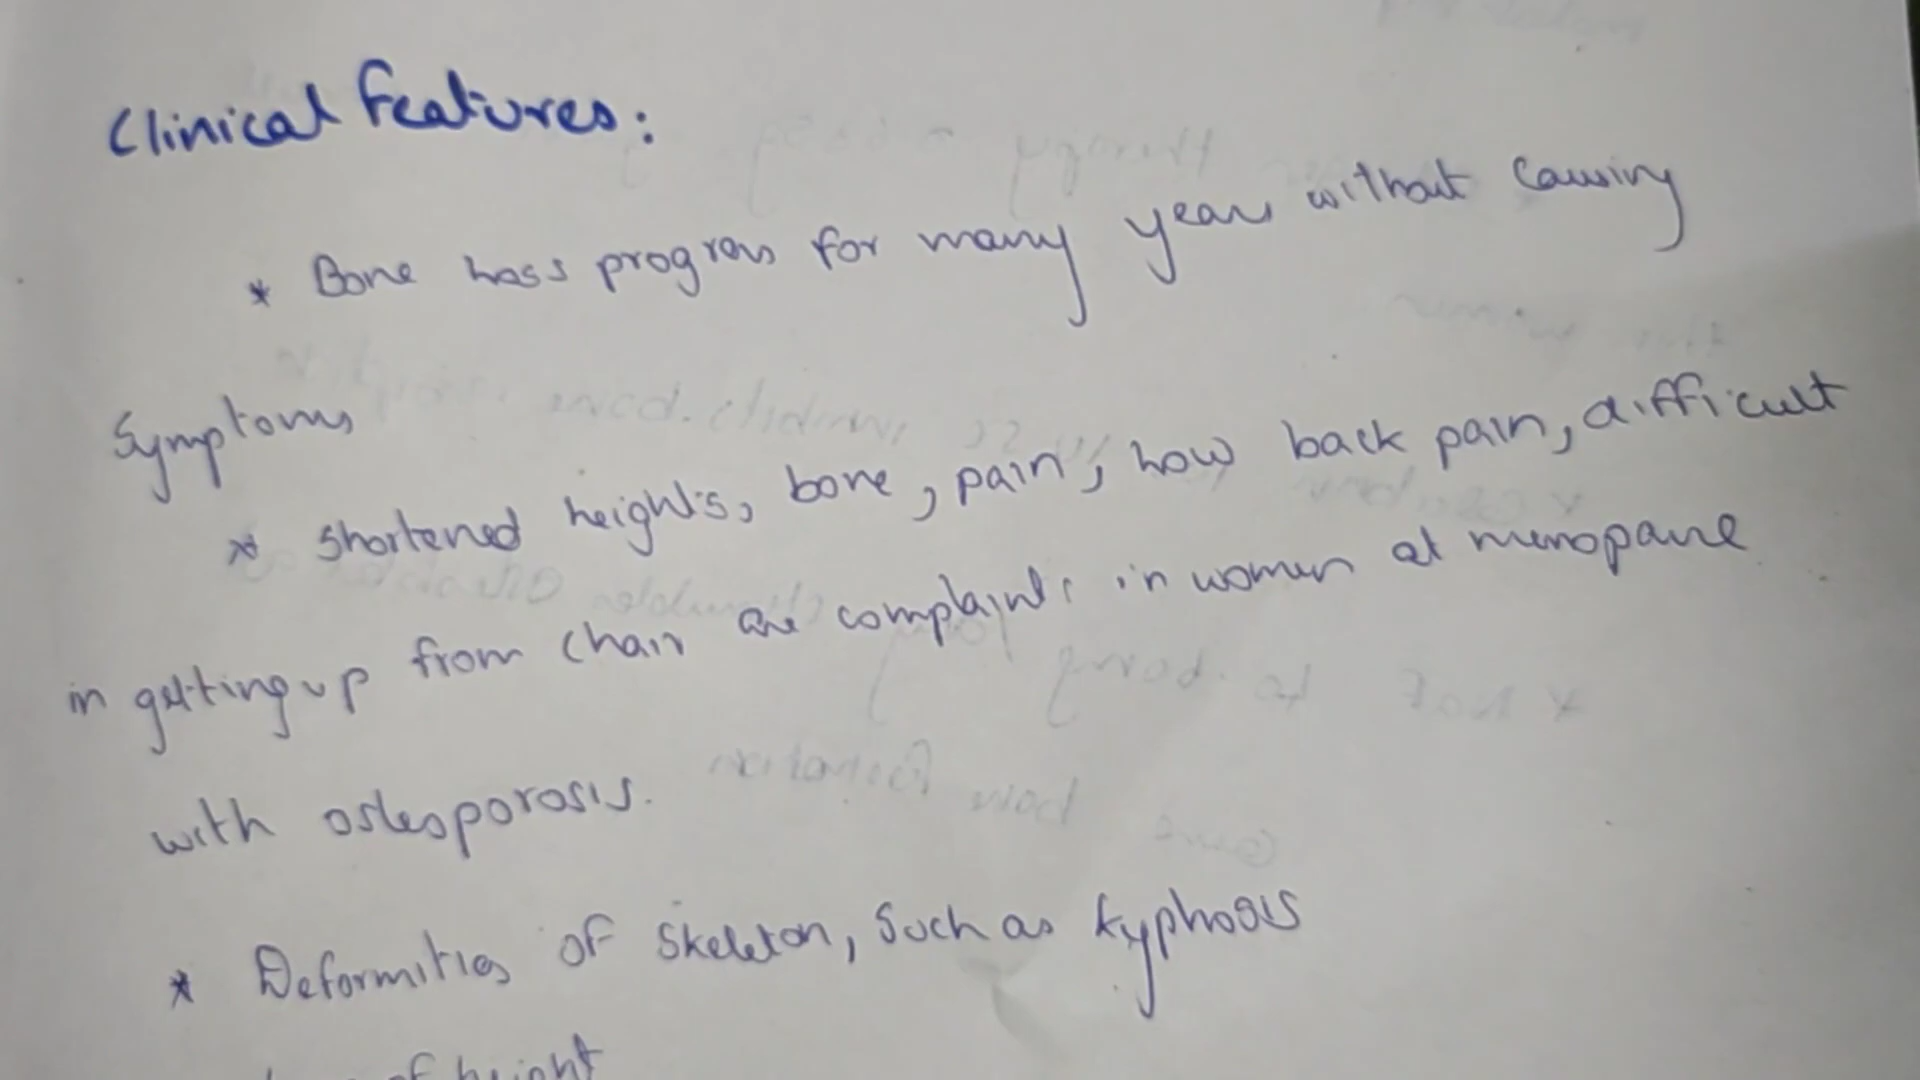 Clinical Features:
* Bone loss progress for many years without causing
Symptoms
* Shortened heights, bone, pain, low back pain, difficult
in getting up from chair are complaints in women at menopause
with osteoporosis.
* Deformities of skeleton, such as kyphosis
of height